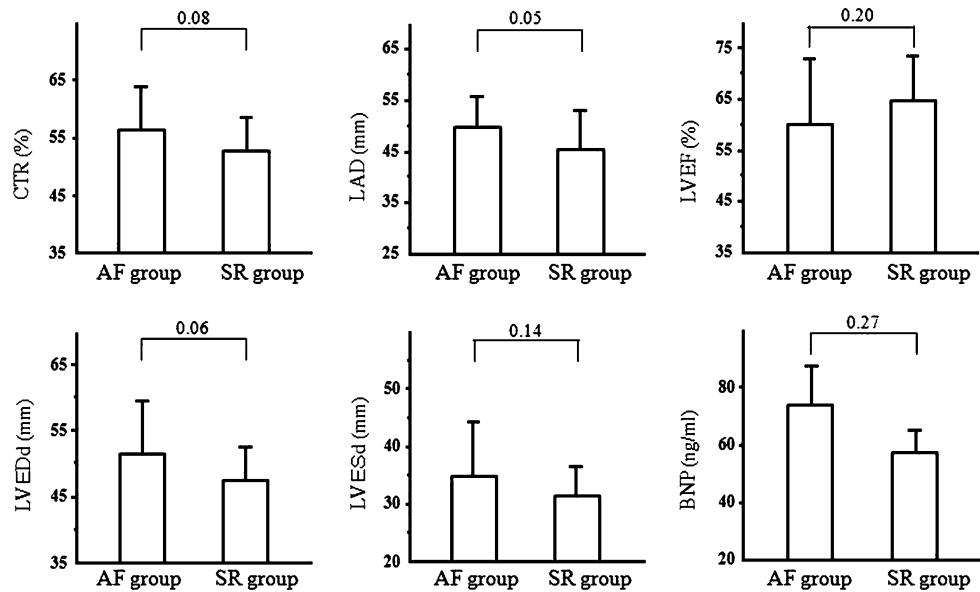 0.08
CTR (%)
65
55
45
35
AF group
SR group
0.05
LAD (mm)
65
55
45
35
25
AF group
SR group
0.20
LVEF (%)
75
65
55
45
35
AF group
SR group
0.06
LVEDd (mm)
65
55
45
35
AF group
SR group
0.14
LVESd (mm)
50
40
30
20
AF group
SR group
0.27
BNP (ng/ml)
80
60
40
20
AF group
SR group